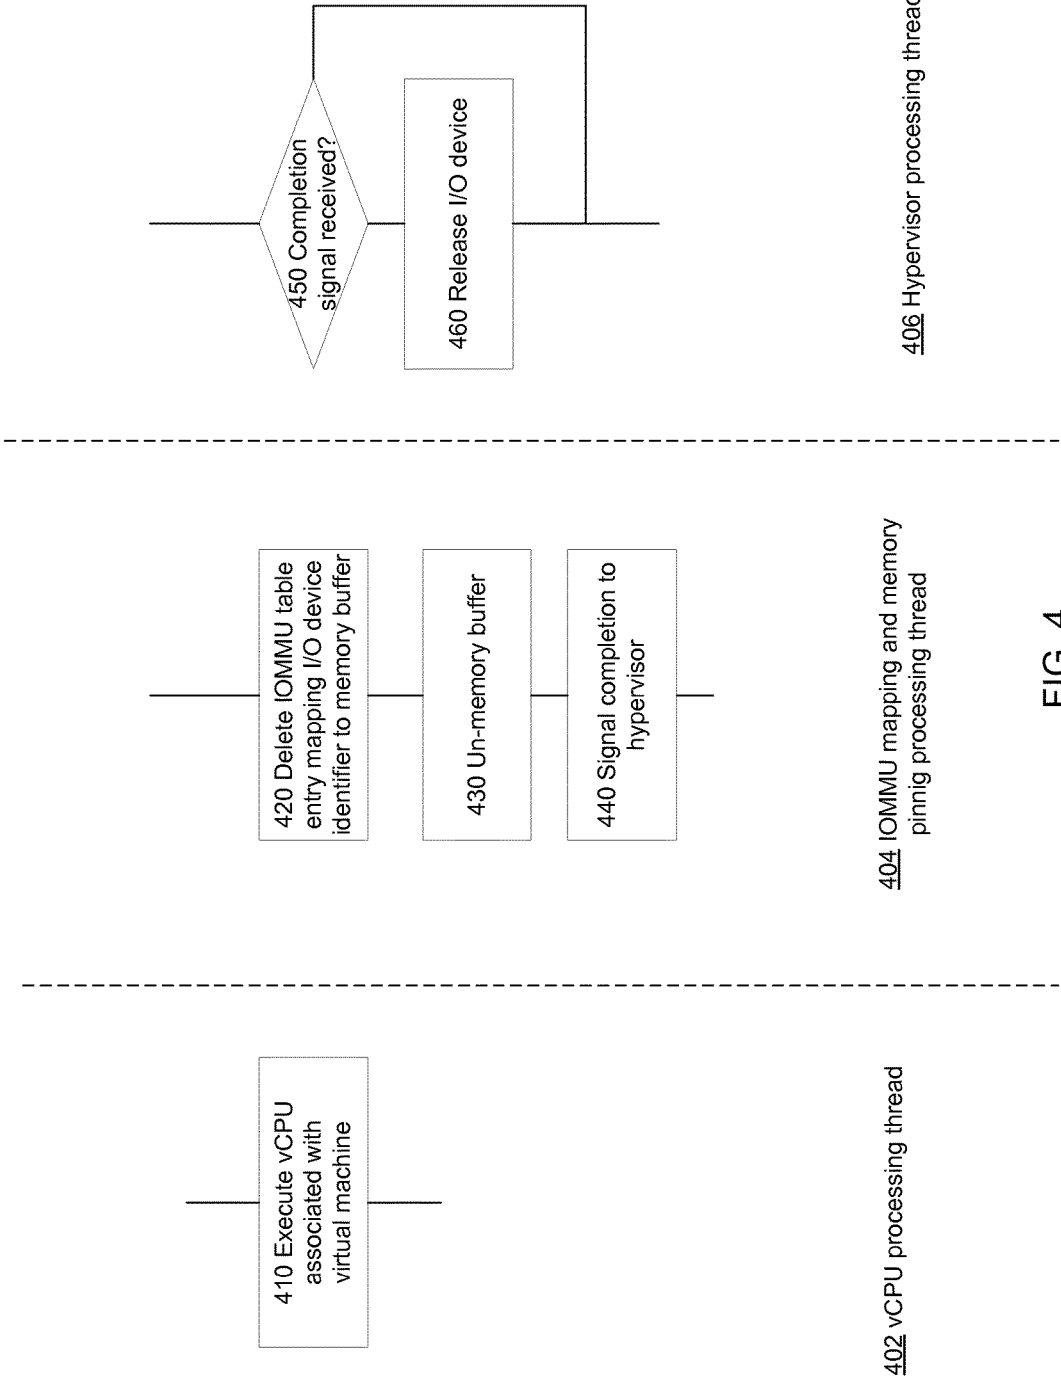 410 Execute vCPU
associated with
virtual machine
402 vCPU processing thread
420 Delete IOMMU table
entry mapping I/O device
identifier to memory buffer
430 Un-memory buffer
440 Signal completion to
hypervisor
404 IOMMU mapping and memory
pinnig processing thread
450 Completion
signal received?
460 Release I/O device
406 Hypervisor processing thread
FIG. 4